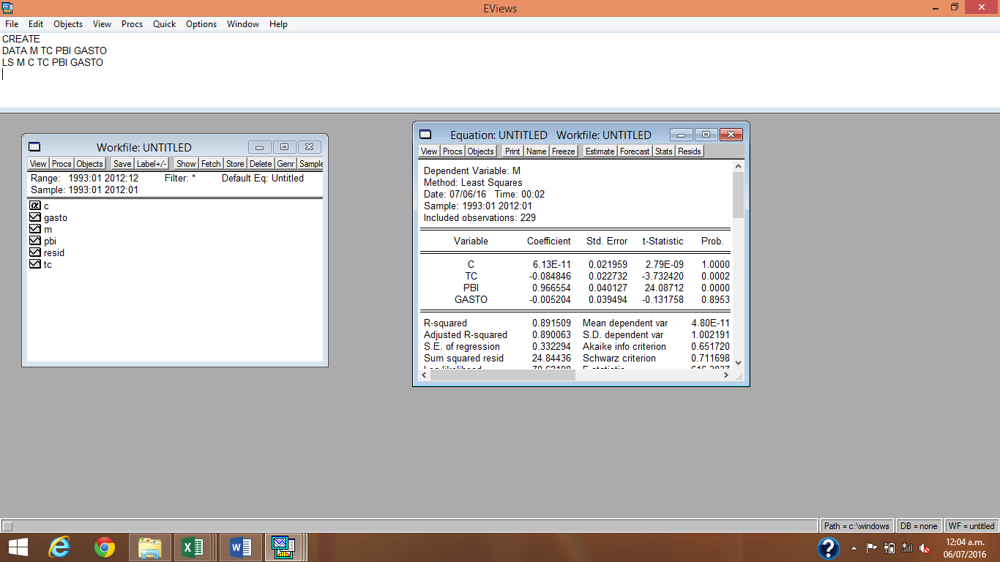 EViews
File Edit Objects View Procs Quick Options Window Help
CREATE
DATA M TC PBI GASTO
LS M C TC PBI GASTO
Workfile: UNTITLED
View Procs Objects Save Label+/- Show Fetch Store Delete Genr Sample
Range: 1993:01 2012:12 Filter: * Default Eq: Untitled
Sample: 1993:01 2012:01
c
gasto
m
pbi
resid
tc
Equation: UNTITLED Workfile: UNTITLED
View Procs Objects Print Name Freeze Estimate Forecast Stats Resids
Dependent Variable: M
Method: Least Squares
Date: 07/06/16 Time: 00:02
Sample: 1993:01 2012:01
Included observations: 229
Variable Coefficient Std. Error t-Statistic Prob.
C 6.13E-11 0.021959 2.79E-09 1.0000
TC -0.084846 0.022732 -3.732420 0.0002
PBI 0.966554 0.040127 24.08712 0.0000
GASTO -0.005204 0.039494 -0.131758 0.8953
R-squared 0.891509 Mean dependent var 4.80E-11
Adjusted R-squared 0.890063 S.D. dependent var 1.002191
S.E. of regression 0.332294 Akaike info criterion 0.651720
Sum squared resid 24.84436 Schwarz criterion 0.711698
Path = c:\windows DB = none WF = untitled
12:04 a.m.
06/07/2016